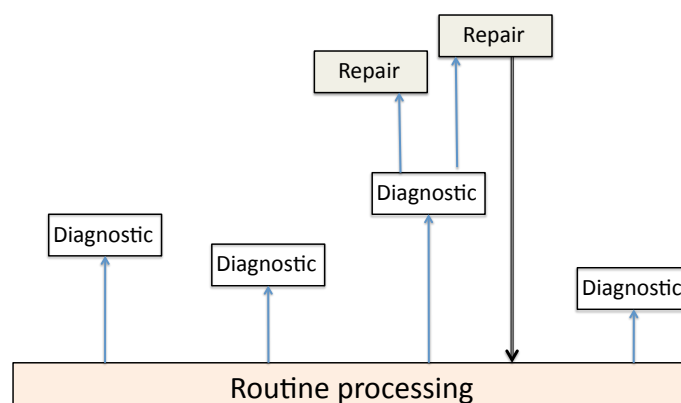 Repair
Repair
Diagnostic
Diagnostic
Diagnostic
Diagnostic
Routine processing